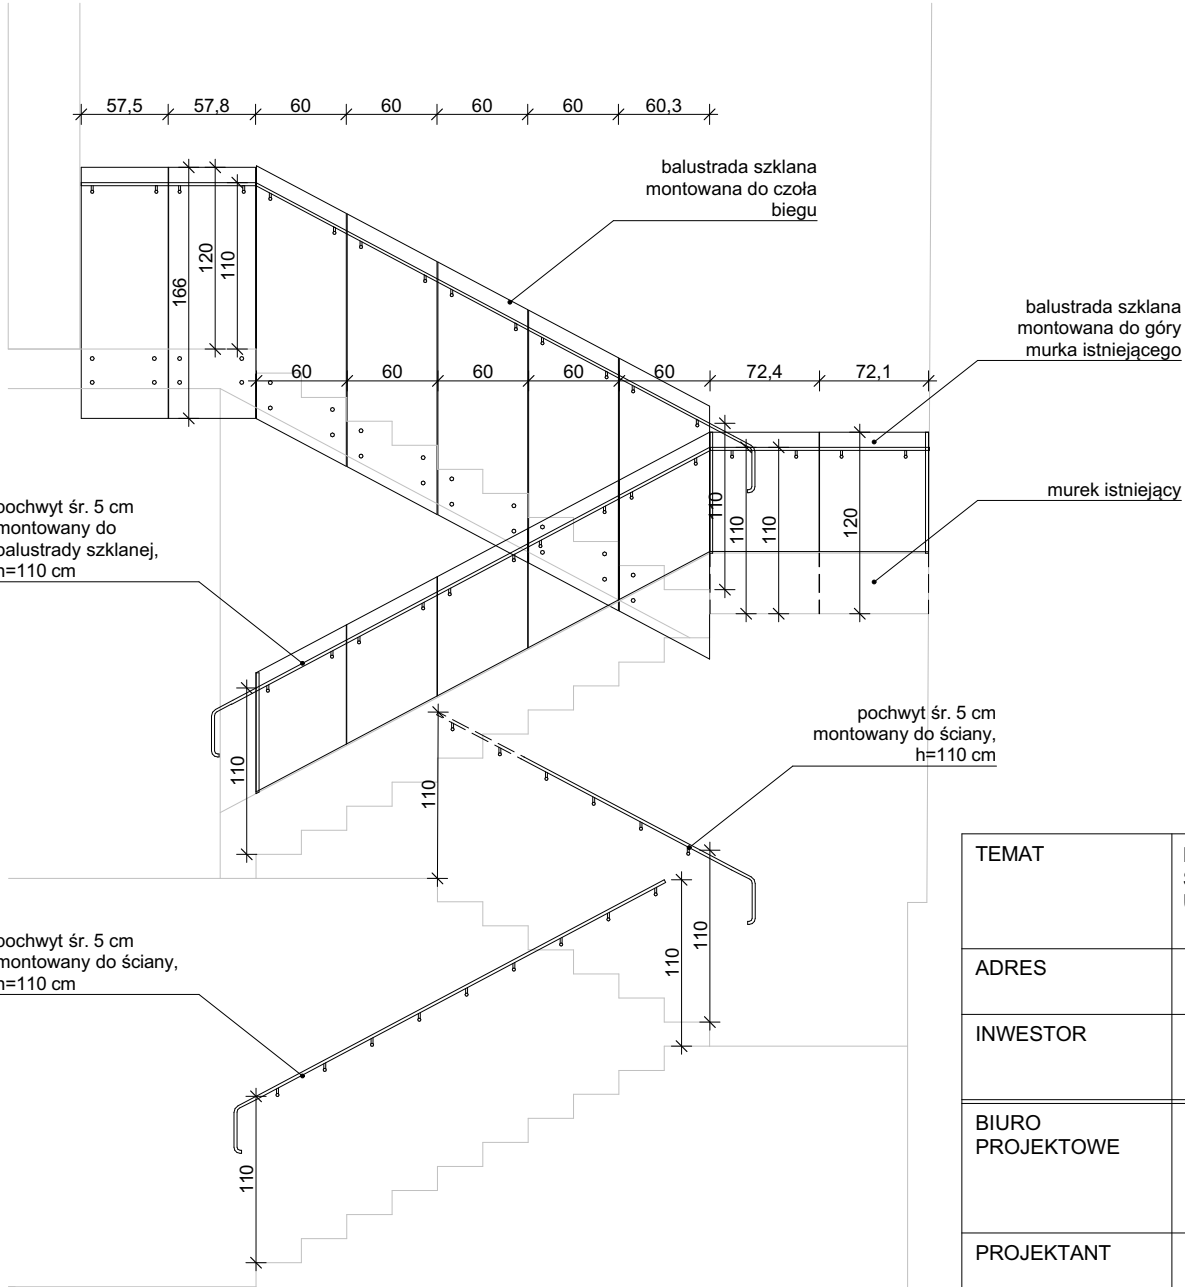 57,5 57,8 60 60 60 60 60,3
balustrada szklana
montowana do czoła
biegu
120
110
166
balustrada szklana
montowana do góry
murka istniejącego
60 60 60 60 60 72,4 72,1
murek istniejący
110
110
110
120
pochwyt śr. 5 cm
montowany do
balustrady szklanej,
h=110 cm
110
110
pochwyt śr. 5 cm
montowany do ściany,
h=110 cm
110
110
pochwyt śr. 5 cm
montowany do ściany,
h=110 cm
110
TEMAT
ADRES
INWESTOR
BIURO
PROJEKTOWE
PROJEKTANT